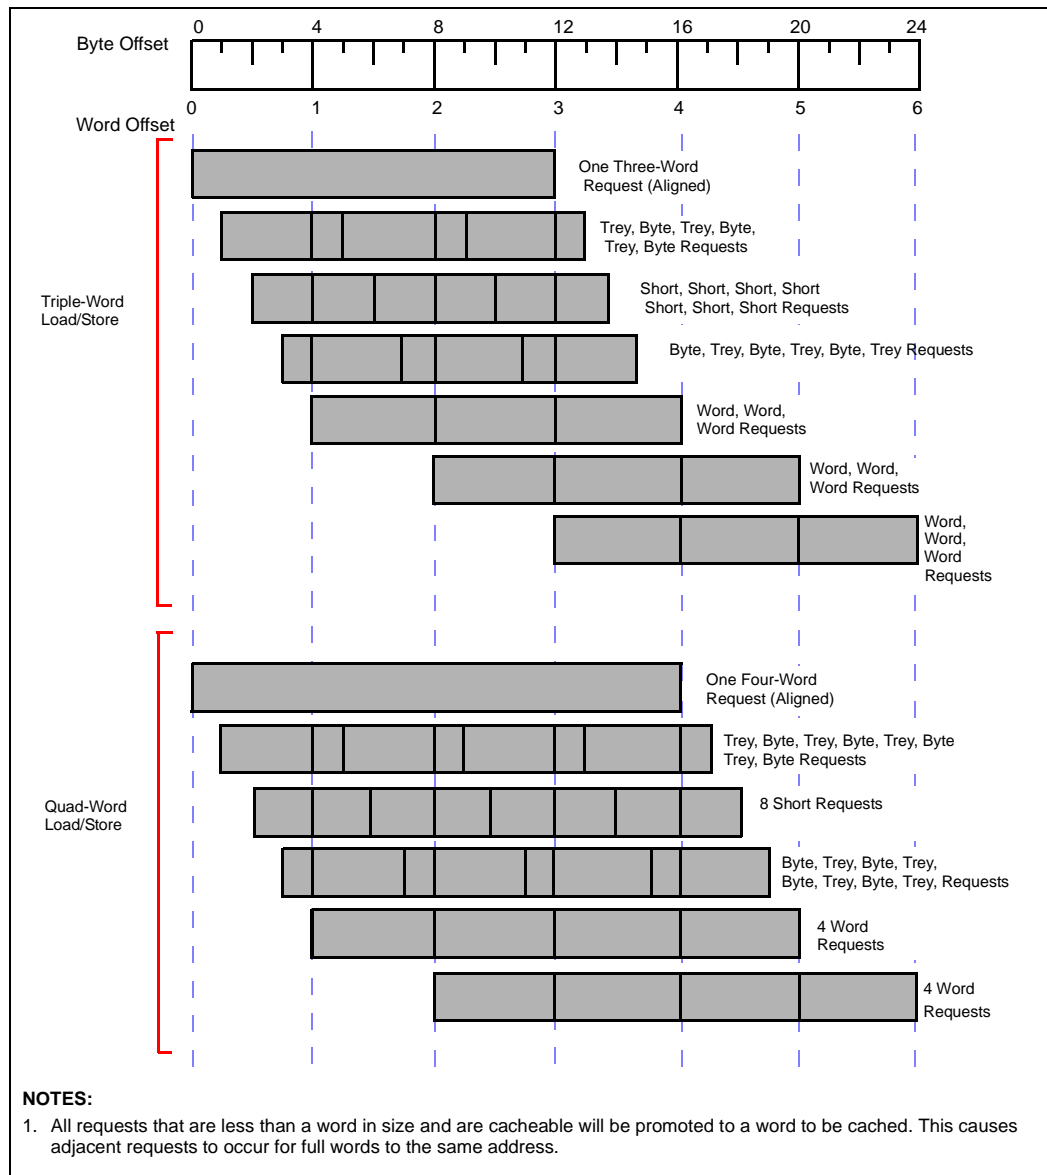 Byte Offset
0 4 8 12 16 20 24
0 1 2 3 4 5 6
Word Offset
Triple-Word
Load/Store
One Three-Word
Request (Aligned)
Trey, Byte, Trey, Byte,
Trey, Byte Requests
Short, Short, Short, Short
Short, Short, Short Requests
Byte, Trey, Byte, Trey, Byte, Trey Requests
Word, Word,
Word Requests
Word, Word,
Word Requests
Word,
Word,
Word
Requests
Quad-Word
Load/Store
One Four-Word
Request (Aligned)
Trey, Byte, Trey, Byte, Trey, Byte
Trey, Byte Requests
8 Short Requests
Byte, Trey, Byte, Trey,
Byte, Trey, Byte, Trey, Requests
4 Word
Requests
4 Word
Requests
NOTES:
1. All requests that are less than a word in size and are cacheable will be promoted to a word to be cached. This causes
adjacent requests to occur for full words to the same address.